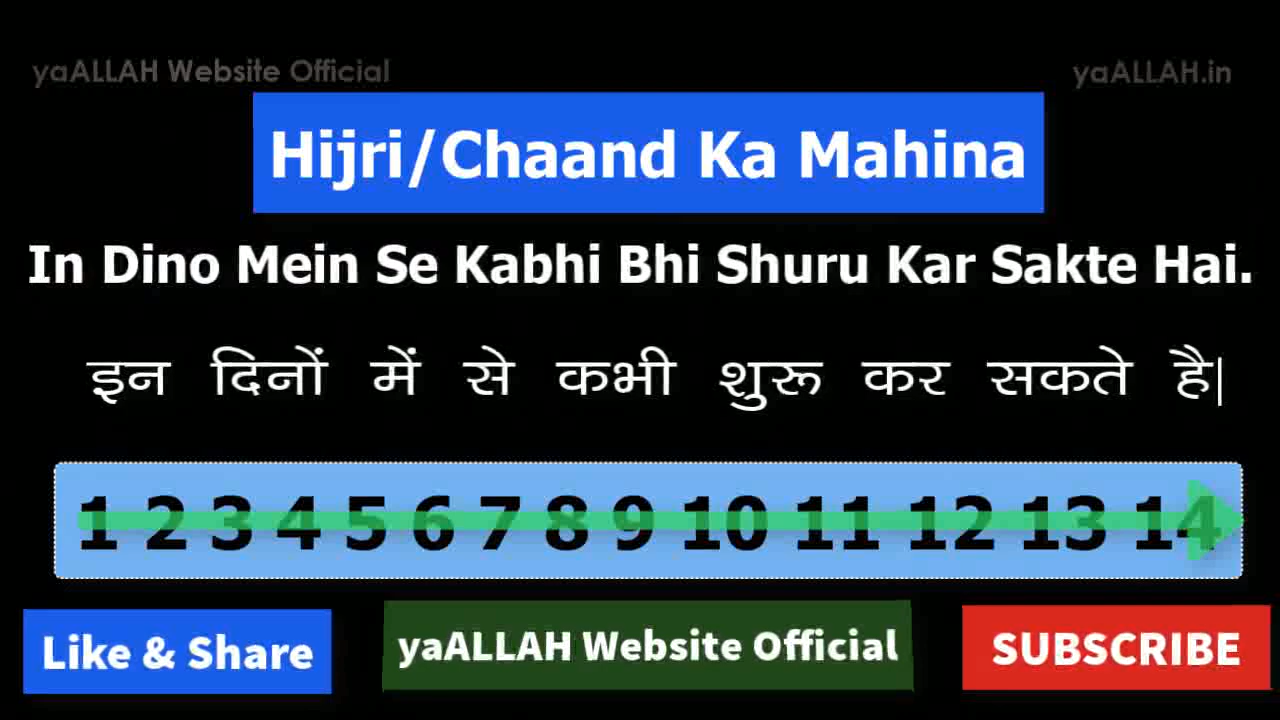 yaALLAH Website Official
yaALLAH.in
Hijri/Chaand Ka Mahina
In Dino Mein Se Kabhi Bhi Shuru Kar Sakte Hai.
इन दिनों में से कभी शुरू कर सकते है|
1 2 3 4 5 6 7 8 9 10 11 12 13 14
Like & Share
yaALLAH Website Official
SUBSCRIBE